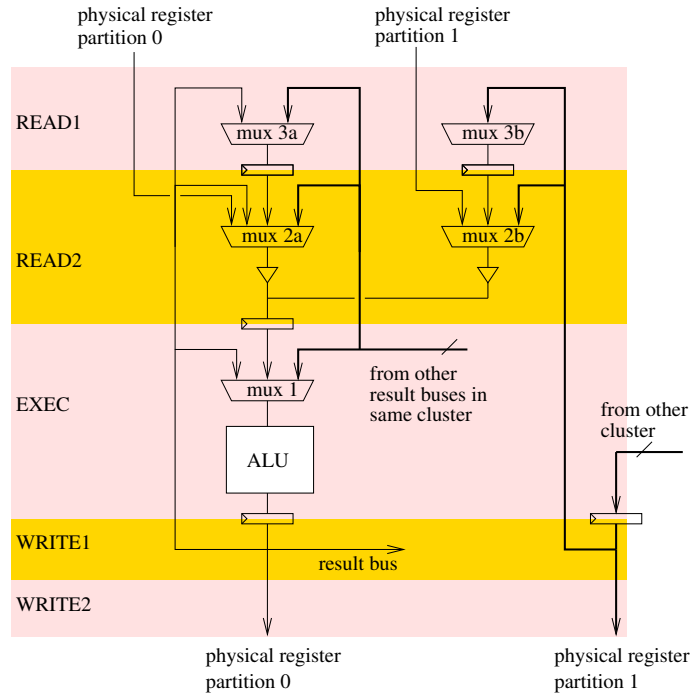 physical register
partition 0
physical register
partition 1
READ1
mux 3a
mux 3b
READ2
mux 2a
mux 2b
EXEC
mux 1
from other
result buses in
same cluster
from other
cluster
ALU
WRITE1
result bus
WRITE2
physical register
partition 0
physical register
partition 1